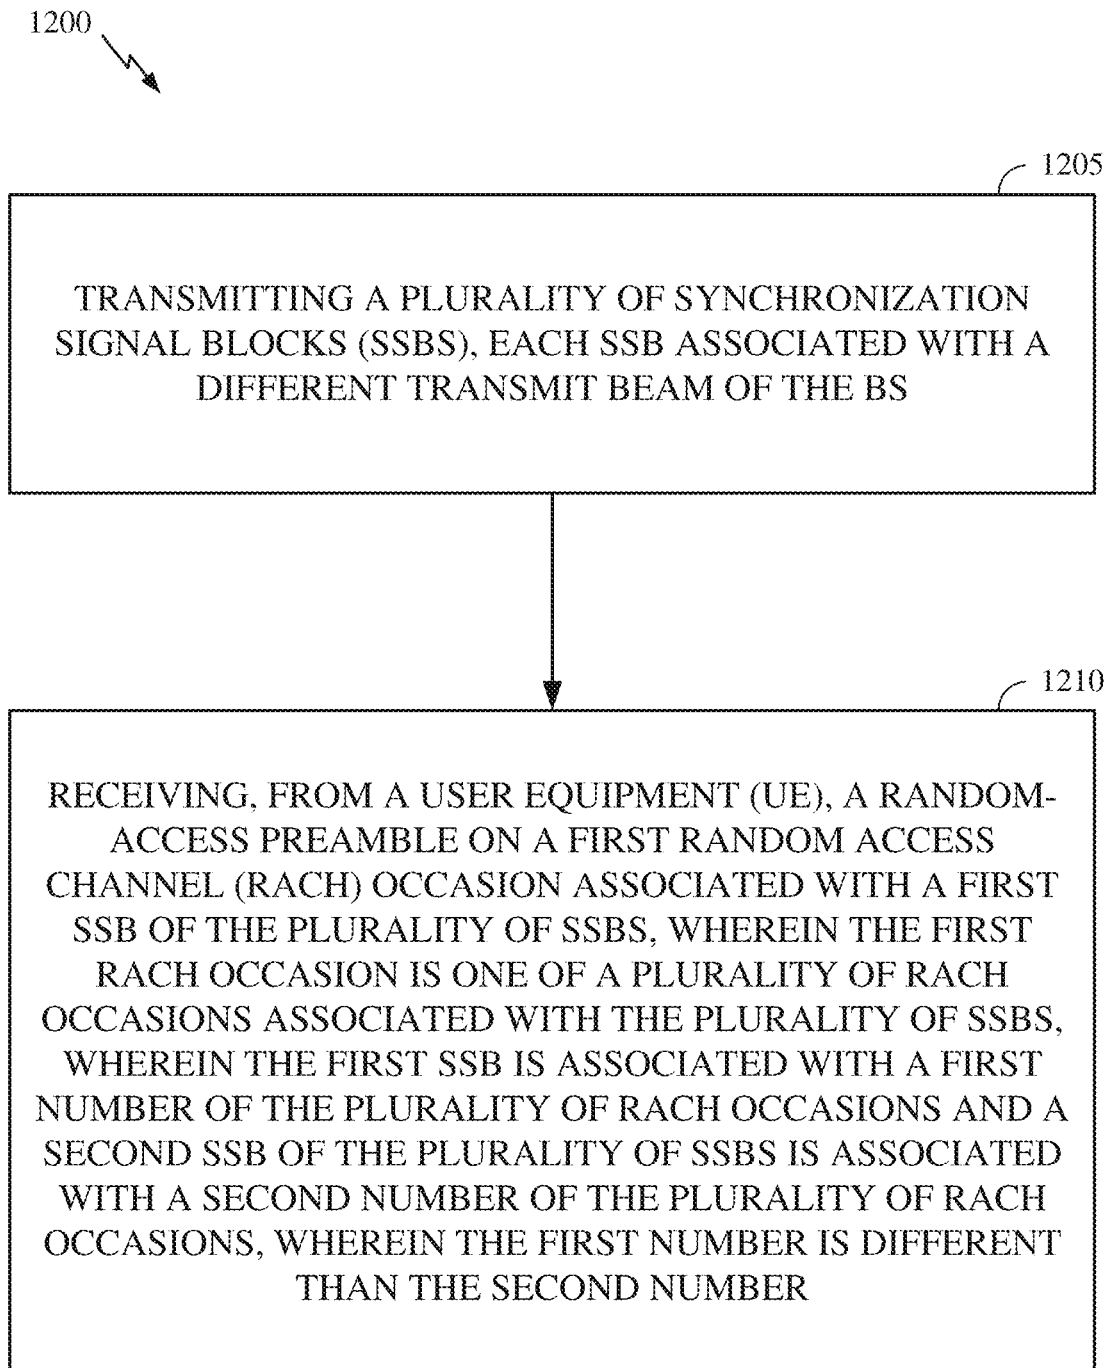 1200
1205
TRANSMITTING A PLURALITY OF SYNCHRONIZATION
SIGNAL BLOCKS (SSBS), EACH SSB ASSOCIATED WITH A
DIFFERENT TRANSMIT BEAM OF THE BS
1210
RECEIVING, FROM A USER EQUIPMENT (UE), A RANDOM-
ACCESS PREAMBLE ON A FIRST RANDOM ACCESS
CHANNEL (RACH) OCCASION ASSOCIATED WITH A FIRST
SSB OF THE PLURALITY OF SSBS, WHEREIN THE FIRST
RACH OCCASION IS ONE OF A PLURALITY OF RACH
OCCASIONS ASSOCIATED WITH THE PLURALITY OF SSBS,
WHEREIN THE FIRST SSB IS ASSOCIATED WITH A FIRST
NUMBER OF THE PLURALITY OF RACH OCCASIONS AND A
SECOND SSB OF THE PLURALITY OF SSBS IS ASSOCIATED
WITH A SECOND NUMBER OF THE PLURALITY OF RACH
OCCASIONS, WHEREIN THE FIRST NUMBER IS DIFFERENT
THAN THE SECOND NUMBER